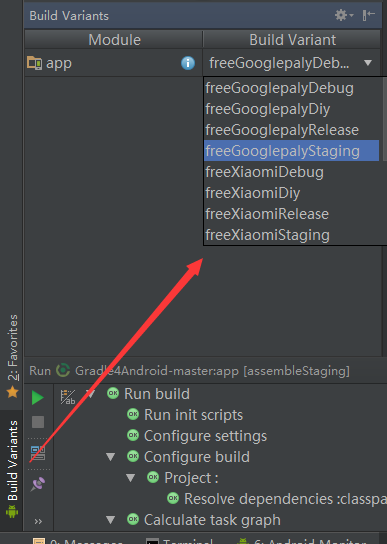 Build Variants
Module Build Variant
app freeGooglepalyDeb...
freeGooglepalyDebug
freeGooglepalyDiy
freeGooglepalyRelease
freeGooglepalyStaging
freeXiaomiDebug
freeXiaomiDiy
freeXiaomiRelease
freeXiaomiStaging
2: Favorites
Build Variants
Run Gradle4Android-master:app [assembleStaging]
Run build
Run init scripts
Configure settings
Configure build
Project :
Resolve dependencies :classpa
Calculate task graph
0: Messages Terminal 6: Android Monitor